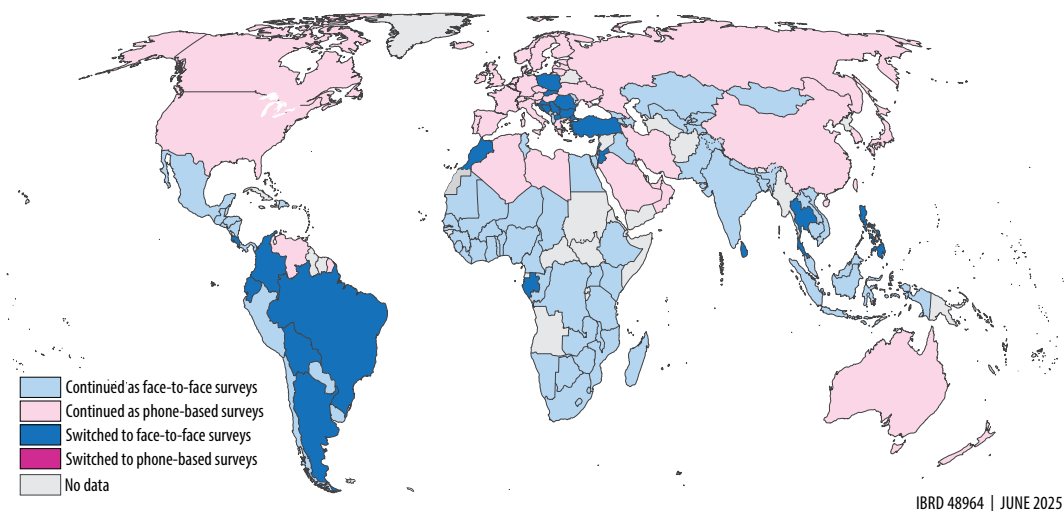 Continued as face-to-face surveys
Continued as phone-based surveys
Switched to face-to-face surveys
Switched to phone-based surveys
No data
IBRD 48964 | JUNE 2025